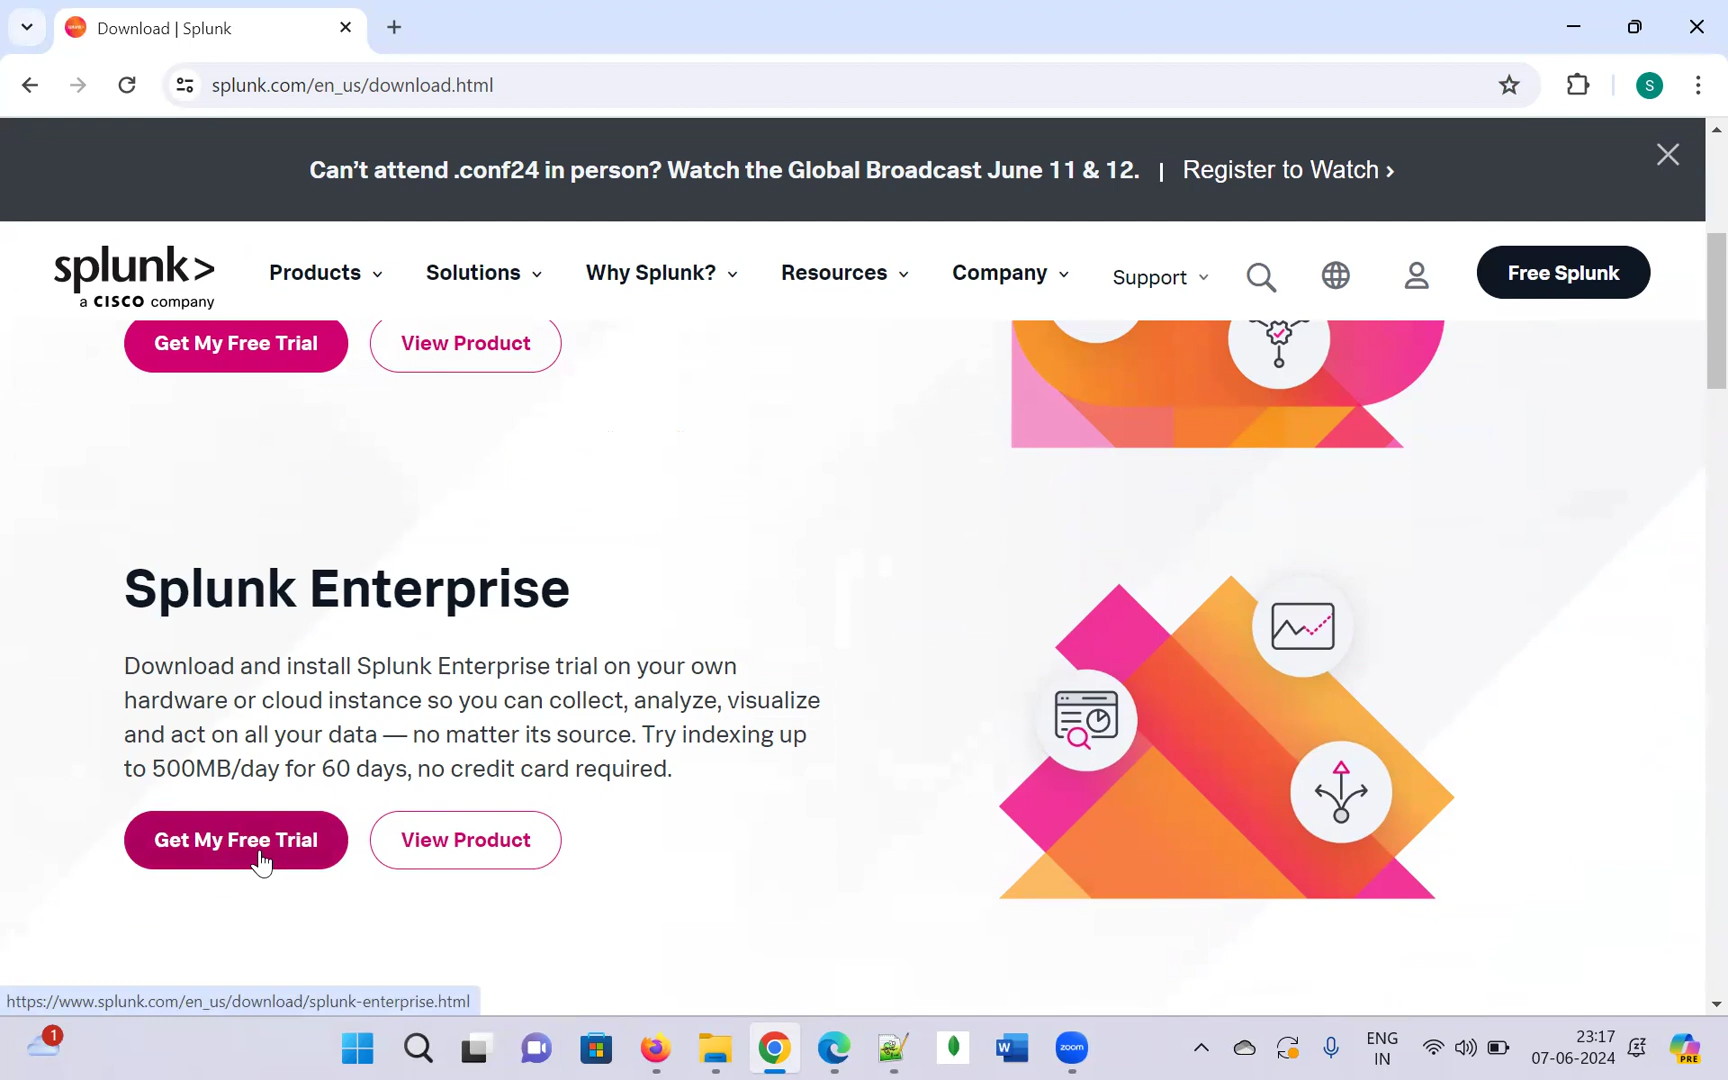 Download | Splunk
splunk.com/en_us/download.html
S
Can’t attend .conf24 in person? Watch the Global Broadcast June 11 & 12. | Register to Watch ›
splunk>
a CISCO company
Products
Solutions
Why Splunk?
Resources
Company
Support
Free Splunk
Get My Free Trial
View Product
Splunk Enterprise
Download and install Splunk Enterprise trial on your own
hardware or cloud instance so you can collect, analyze, visualize
and act on all your data — no matter its source. Try indexing up
to 500MB/day for 60 days, no credit card required.
Get My Free Trial
View Product
https://www.splunk.com/en_us/download/splunk-enterprise.html
1
W
zoom
ENG
IN
23:17
07-06-2024
PRE